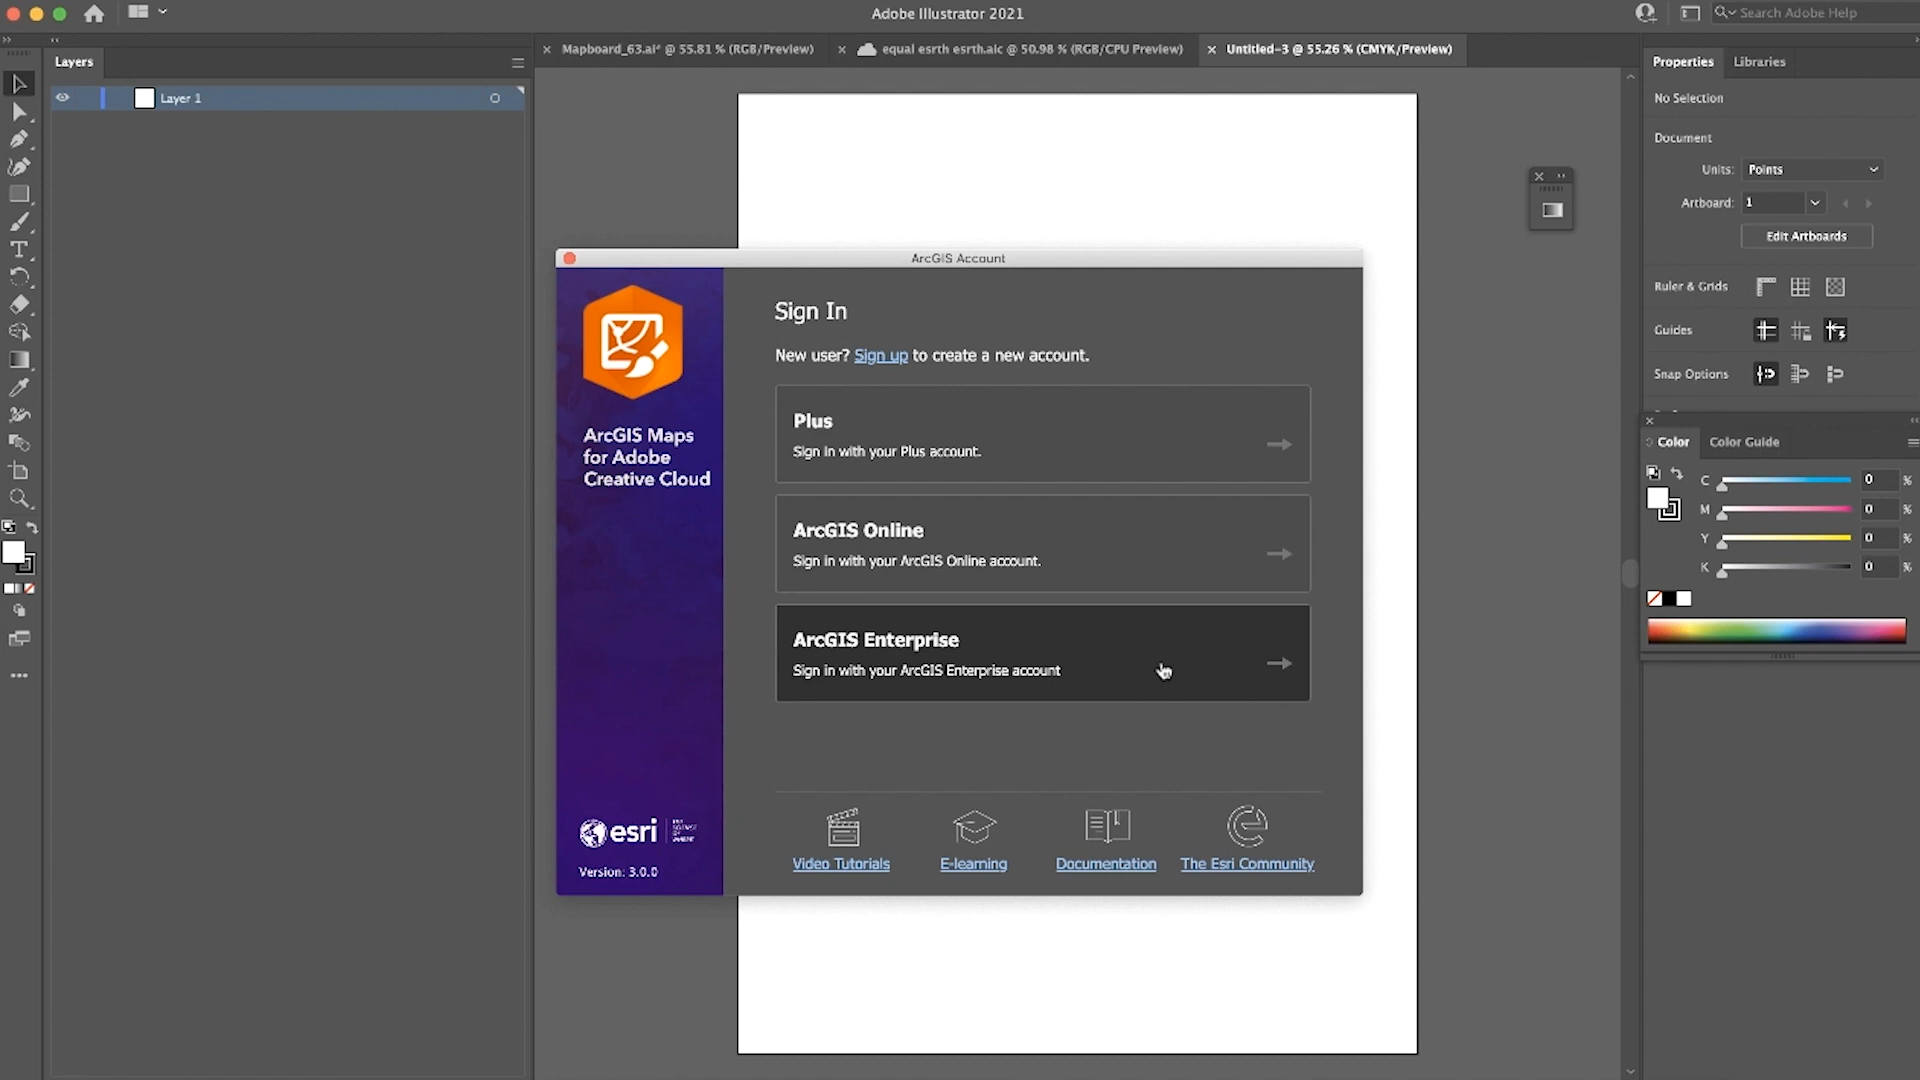 Adobe Illustrator 2021
Search Adobe Help
Layers
Mapboard_63.ai* @ 55.81 % (RGB/Preview)
equal esrth esrth.aic @ 50.98 % (RGB/CPU Preview)
Untitled-3 @ 55.26 % (CMYK/Preview)
Properties
Libraries
Layer 1
No Selection
Document
Units:
Points
Artboard:
1
Edit Artboards
Ruler & Grids
Guides
Snap Options
Color
Color Guide
C
0
%
M
0
%
Y
0
%
K
0
%
ArcGIS Account
ArcGIS Maps
for Adobe
Creative Cloud
esri
Version: 3.0.0
Sign In
New user? Sign up to create a new account.
Plus
Sign in with your Plus account.
ArcGIS Online
Sign in with your ArcGIS Online account.
ArcGIS Enterprise
Sign in with your ArcGIS Enterprise account
Video Tutorials
E-learning
Documentation
The Esri Community